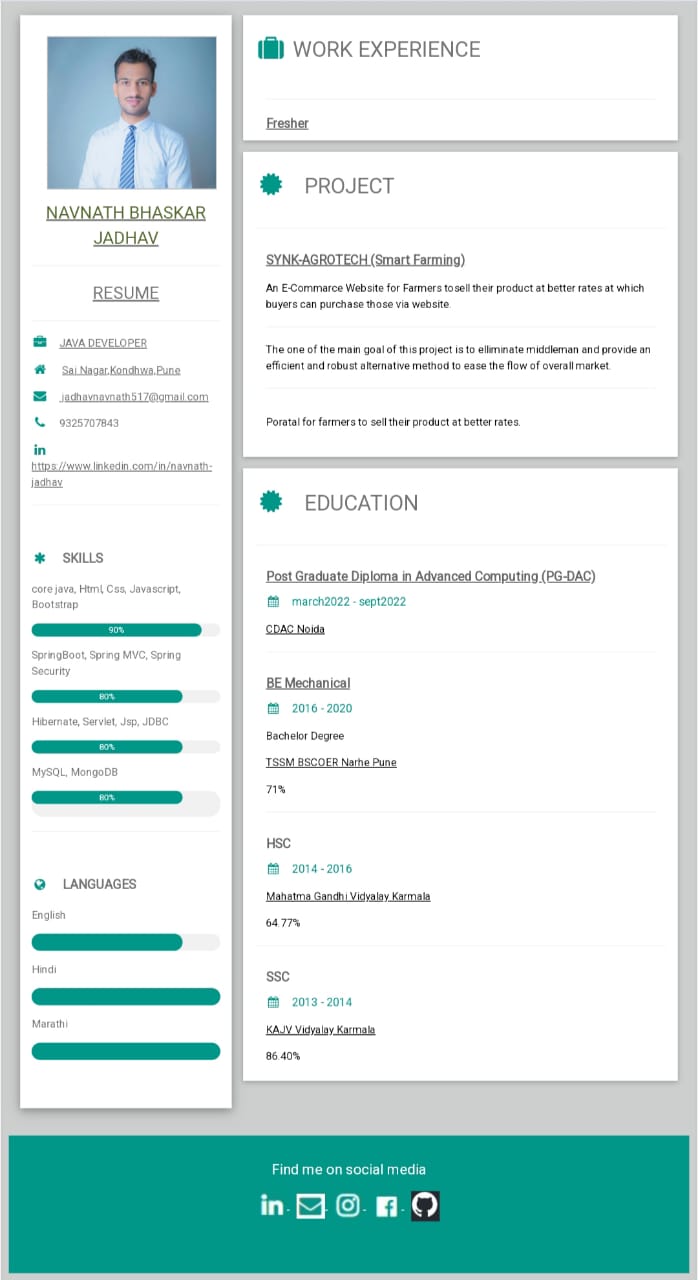 NAVNATH BHASKAR
JADHAV
RESUME
JAVA DEVELOPER
Sai Nagar,Kondhwa,Pune
jadhavnavnath517@gmail.com
9325707843
in
https://www.linkedin.com/in/navnath-
jadhav
SKILLS
core java, Html, Css, Javascript,
Bootstrap
90%
SpringBoot, Spring MVC, Spring
Security
80%
Hibernate, Servlet, Jsp, JDBC
80%
MySQL, MongoDB
80%
LANGUAGES
English
Hindi
Marathi
WORK EXPERIENCE
Fresher
PROJECT
SYNK-AGROTECH (Smart Farming)
An E-Commarce Website for Farmers tosell their product at better rates at which
buyers can purchase those via website.
The one of the main goal of this project is to elliminate middleman and provide an
efficient and robust alternative method to ease the flow of overall market.
Poratal for farmers to sell their product at better rates.
EDUCATION
Post Graduate Diploma in Advanced Computing (PG-DAC)
march2022 - sept2022
CDAC Noida
BE Mechanical
2016 - 2020
Bachelor Degree
TSSM BSCOER Narhe Pune
71%
HSC
2014 - 2016
Mahatma Gandhi Vidyalay Karmala
64.77%
SSC
2013 - 2014
KAJV Vidyalay Karmala
86.40%
Find me on social media
in